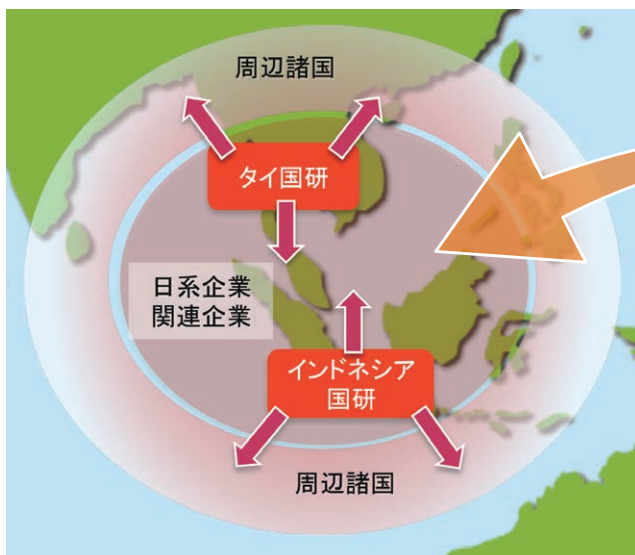 周辺諸国
タイ国研
日系企業
関連企業
インドネシア
国研
周辺諸国